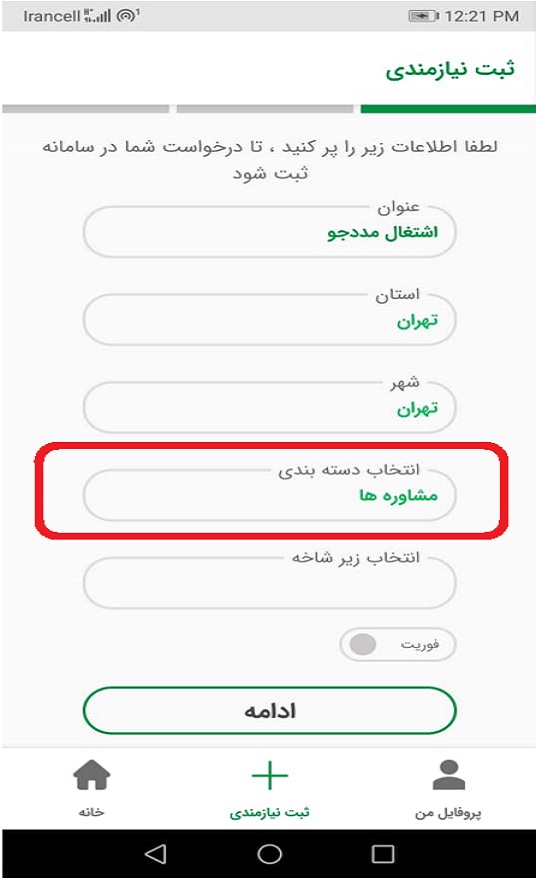 Irancell 12:21 PM
ثبت نیازمندی
لطفا اطلاعات زیر را پر کنید ، تا درخواست شما در سامانه
ثبت شود
عنوان
اشتغال مددجو
استان
تهران
شهر
تهران
انتخاب دسته بندی
مشاوره ها
انتخاب زیر شاخه
فوریت
ادامه
پروفایل من ثبت نیازمندی خانه